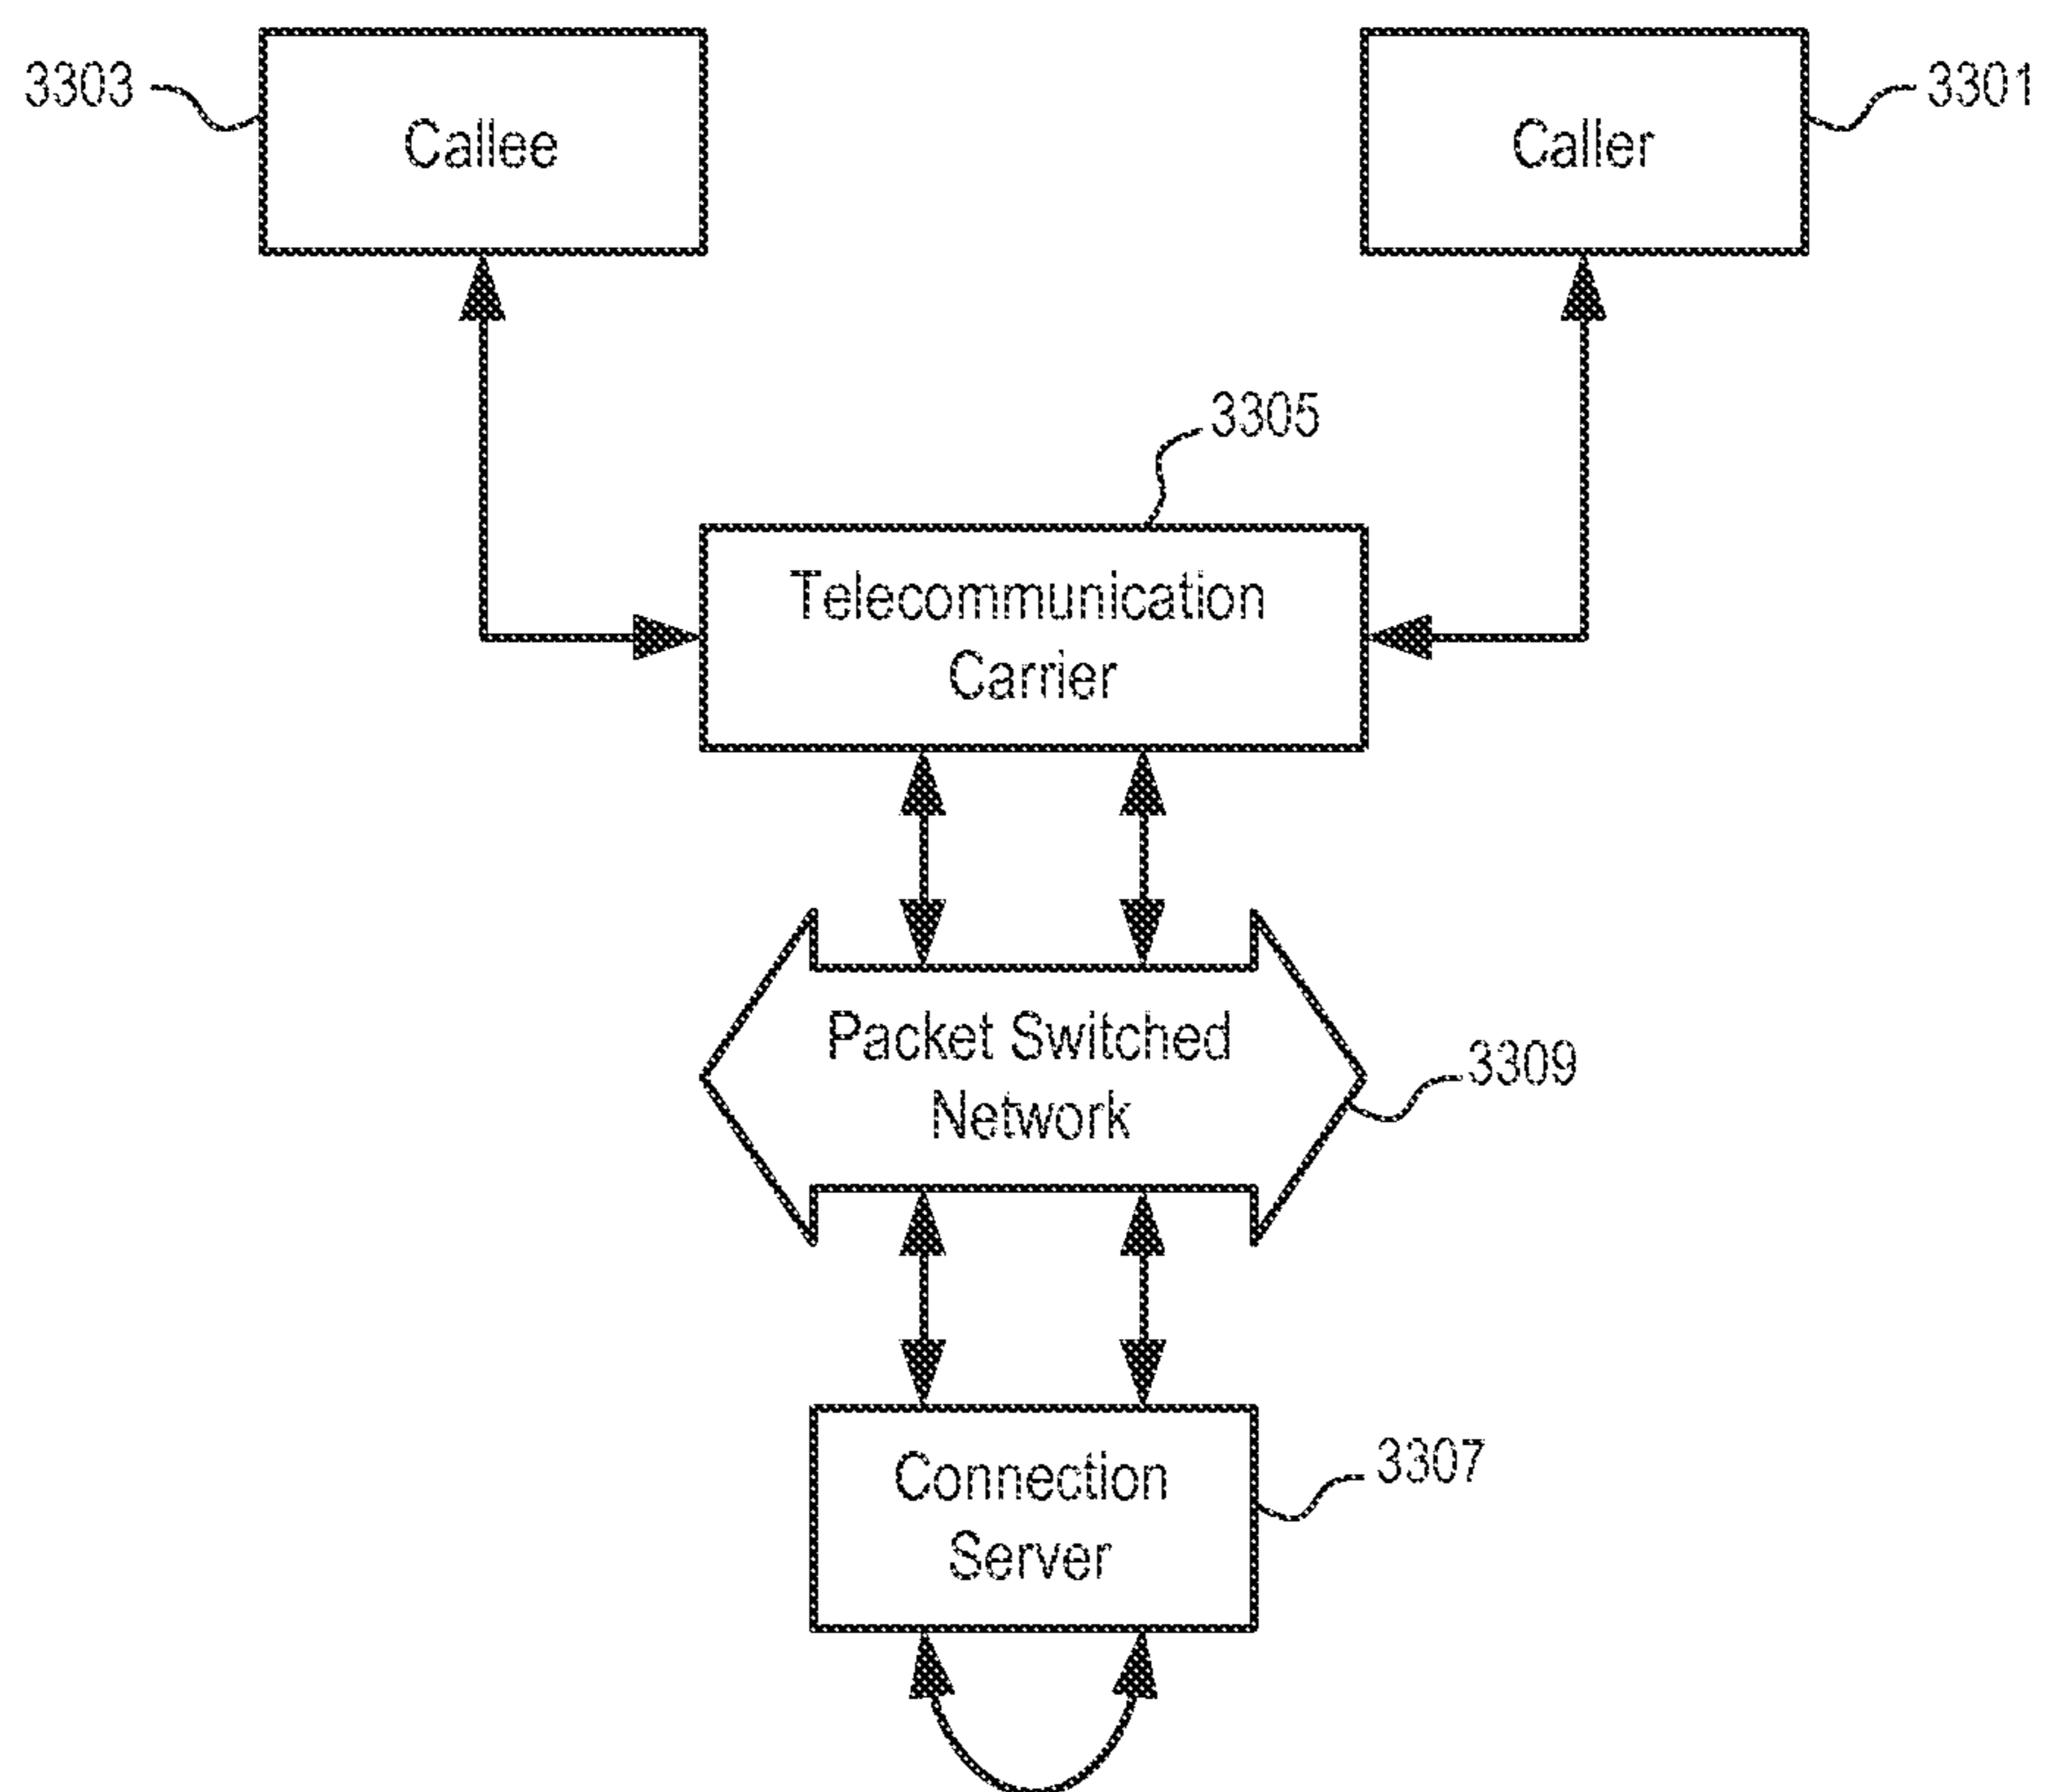 3303
Callee
Caller
3301
3305
Telecommunication
Carrier
Packet Switched
Network
3309
Connection
Server
3307